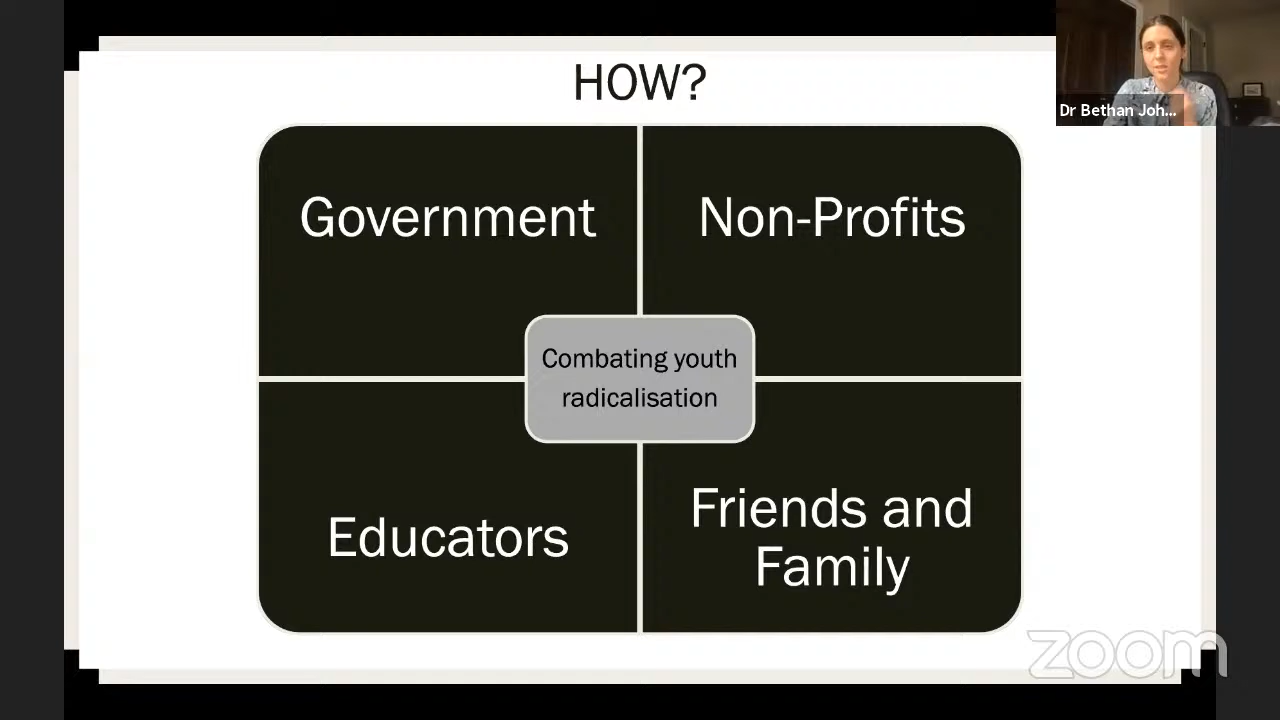 HOW?
Dr Bethan Joh...
Government
Non-Profits
Combating youth
radicalisation
Educators
Friends and
Family
zoom